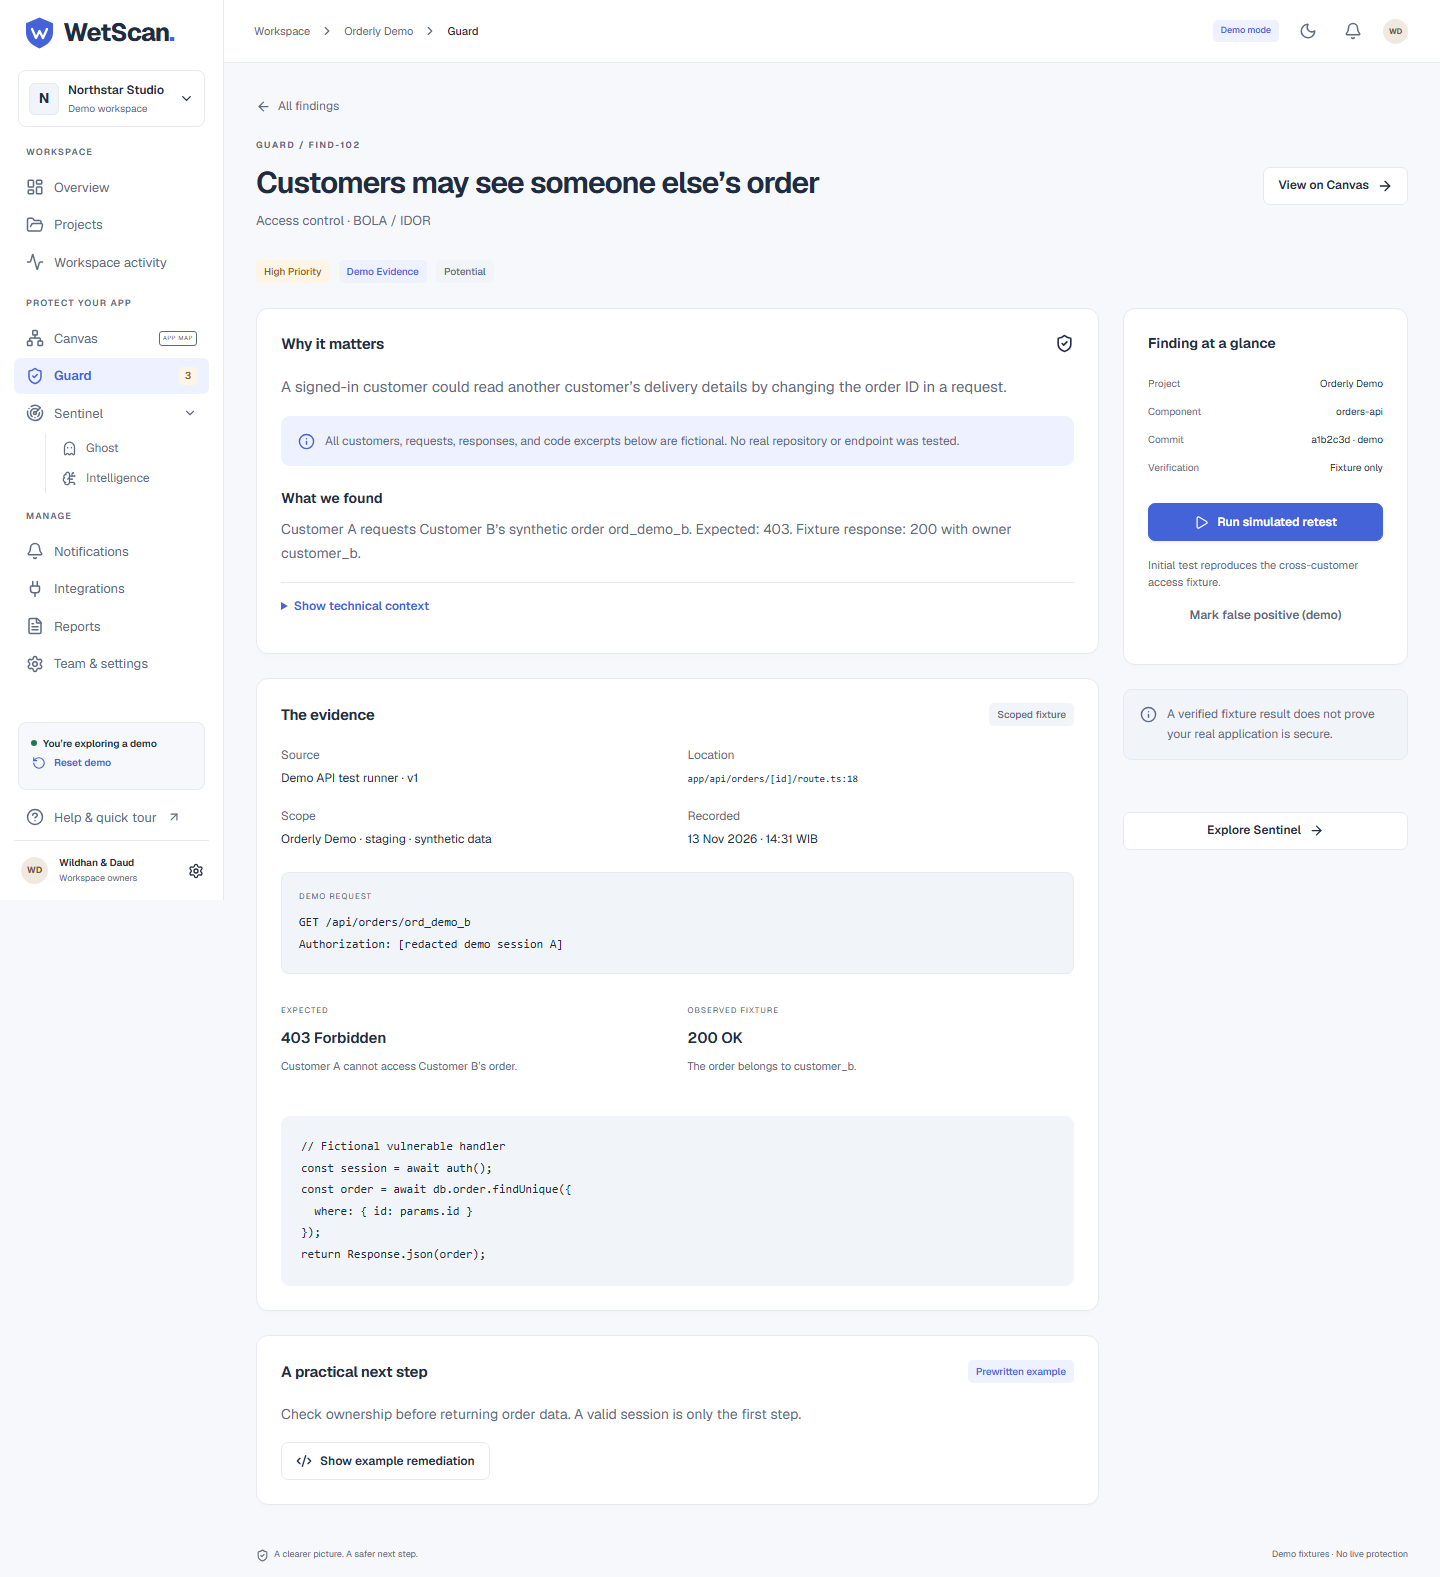 WetScan.
Northstar Studio
Demo workspace
WORKSPACE
Overview
Projects
Workspace activity
PROTECT YOUR APP
Canvas
APP MAP
Guard
3
Sentinel
Ghost
Intelligence
MANAGE
Notifications
Integrations
Reports
Team & settings
You're exploring a demo
Reset demo
Help & quick tour
WD
Wildhan & Daud
Workspace owners
Workspace
Orderly Demo
Guard
Demo mode
WD
All findings
GUARD / FIND-102
Customers may see someone else’s order
Access control · BOLA / IDOR
View on Canvas
High Priority
Demo Evidence
Potential
Why it matters
A signed-in customer could read another customer’s delivery details by changing the order ID in a request.
All customers, requests, responses, and code excerpts below are fictional. No real repository or endpoint was tested.
What we found
Customer A requests Customer B’s synthetic order ord_demo_b. Expected: 403. Fixture response: 200 with owner
customer_b.
Show technical context
The evidence
Scoped fixture
Source
Location
Demo API test runner · v1
app/api/orders/[id]/route.ts:18
Scope
Recorded
Orderly Demo · staging · synthetic data
13 Nov 2026 · 14:31 WIB
DEMO REQUEST
GET /api/orders/ord_demo_b
Authorization: [redacted demo session A]
EXPECTED
OBSERVED FIXTURE
403 Forbidden
200 OK
Customer A cannot access Customer B’s order.
The order belongs to customer_b.
// Fictional vulnerable handler
const session = await auth();
const order = await db.order.findUnique({
where: { id: params.id }
});
return Response.json(order);
A practical next step
Prewritten example
Check ownership before returning order data. A valid session is only the first step.
Show example remediation
Finding at a glance
Project
Orderly Demo
Component
orders-api
Commit
a1b2c3d · demo
Verification
Fixture only
Run simulated retest
Initial test reproduces the cross-customer
access fixture.
Mark false positive (demo)
A verified fixture result does not prove
your real application is secure.
Explore Sentinel
A clearer picture. A safer next step.
Demo fixtures · No live protection
N